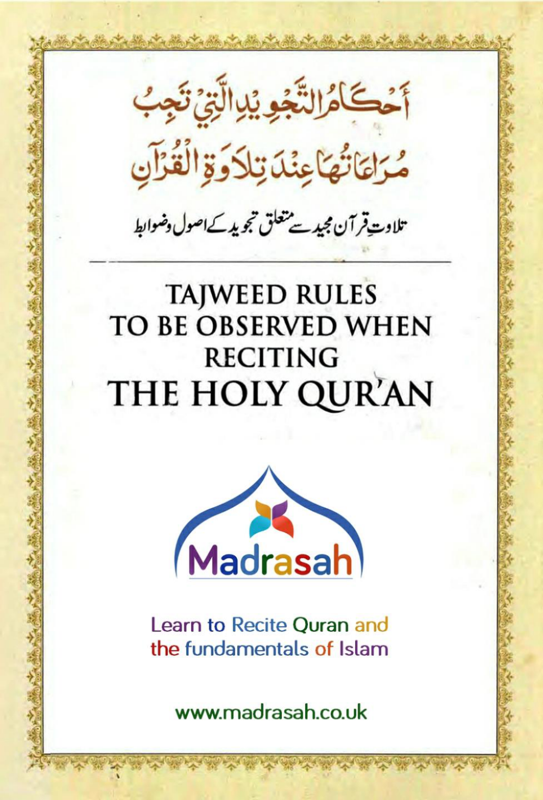 أَحْكَامُ التَّجْوِيْدِ الَّتِيْ تَجِبُ
مُرَاعَاتُهَا عِنْدَ تِلَاوَةِ الْقُرْآنِ
تلاوتِ قرآن مجید سے متعلق تجوید کے اصول و ضوابط
TAJWEED RULES
TO BE OBSERVED WHEN
RECITING
THE HOLY QUR'AN
Madrasah
Learn to Recite Quran and
the fundamentals of Islam
www.madrasah.co.uk